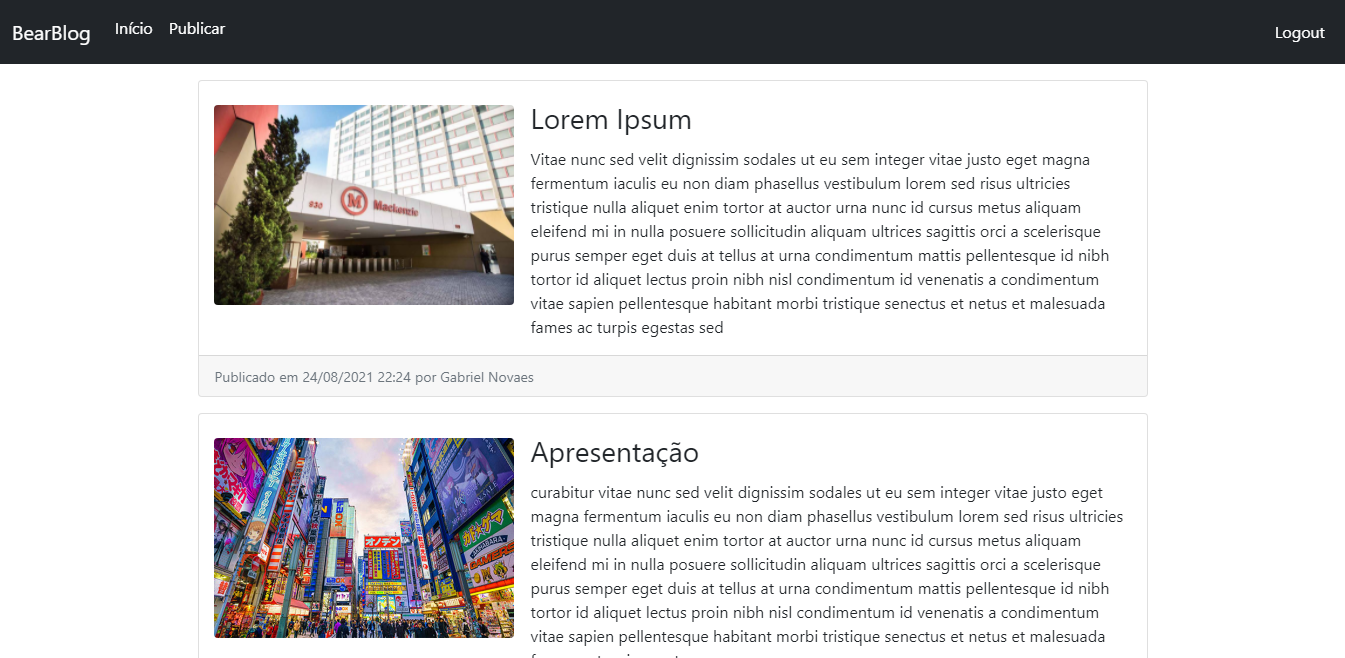 BearBlog
Início
Publicar
Logout
Lorem Ipsum
Vitae nunc sed velit dignissim sodales ut eu sem integer vitae justo eget magna
fermentum iaculis eu non diam phasellus vestibulum lorem sed risus ultricies
tristique nulla aliquet enim tortor at auctor urna nunc id cursus metus aliquam
eleifend mi in nulla posuere sollicitudin aliquam ultrices sagittis orci a scelerisque
purus semper eget duis at tellus at urna condimentum mattis pellentesque id nibh
tortor id aliquet lectus proin nibh nisl condimentum id venenatis a condimentum
vitae sapien pellentesque habitant morbi tristique senectus et netus et malesuada
fames ac turpis egestas sed
930
M
Mackenzie
Publicado em 24/08/2021 22:24 por Gabriel Novaes
Apresentação
curabitur vitae nunc sed velit dignissim sodales ut eu sem integer vitae justo eget
magna fermentum iaculis eu non diam phasellus vestibulum lorem sed risus ultricies
tristique nulla aliquet enim tortor at auctor urna nunc id cursus metus aliquam
eleifend mi in nulla posuere sollicitudin aliquam ultrices sagittis orci a scelerisque
purus semper eget duis at tellus at urna condimentum mattis pellentesque id nibh
tortor id aliquet lectus proin nibh nisl condimentum id venenatis a condimentum
vitae sapien pellentesque habitant morbi tristique senectus et netus et malesuada
オノデン